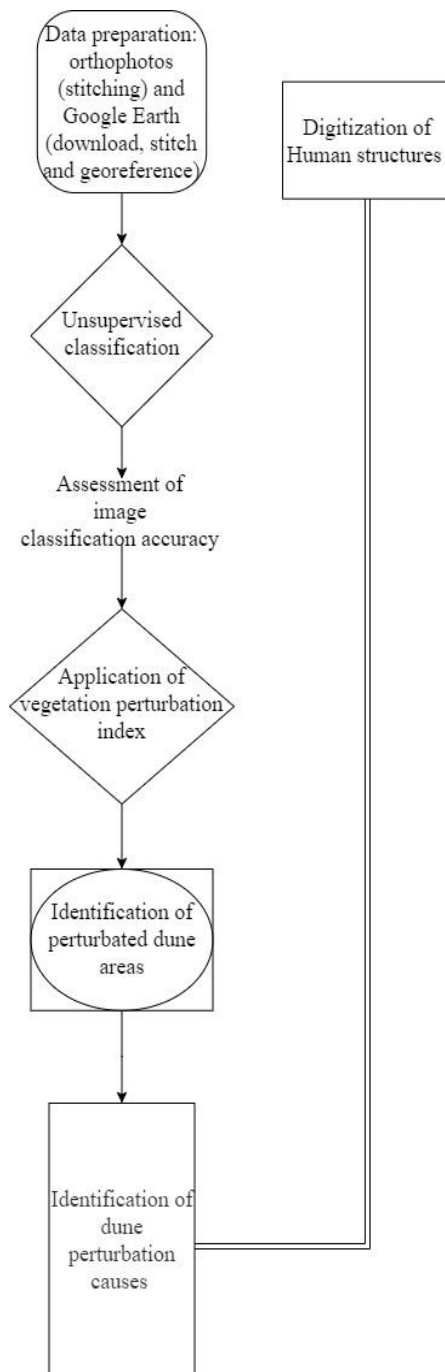 Data preparation:
orthophotos
(stitching) and
Google Earth
(download, stitch
and georeference)
Digitization of
Human structures
Unsupervised
classification
Assessment of
image
classification accuracy
Application of
vegetation perturbation
index
Identification of
perturbated dune
areas
Identification of
dune
perturbation
causes